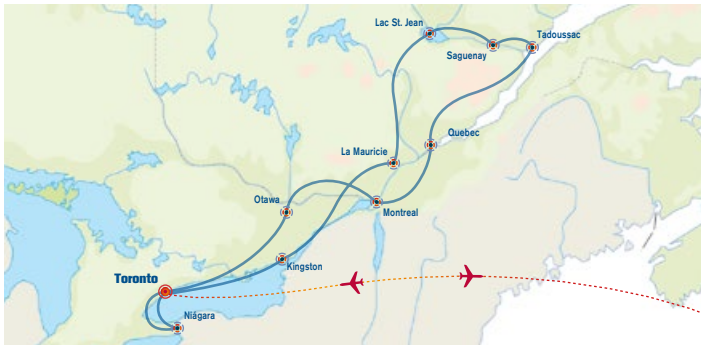 Lac St. Jean
Tadoussac
Saguenay
Quebec
La Mauricie
Otawa
Montreal
Kingston
Toronto
Niágara